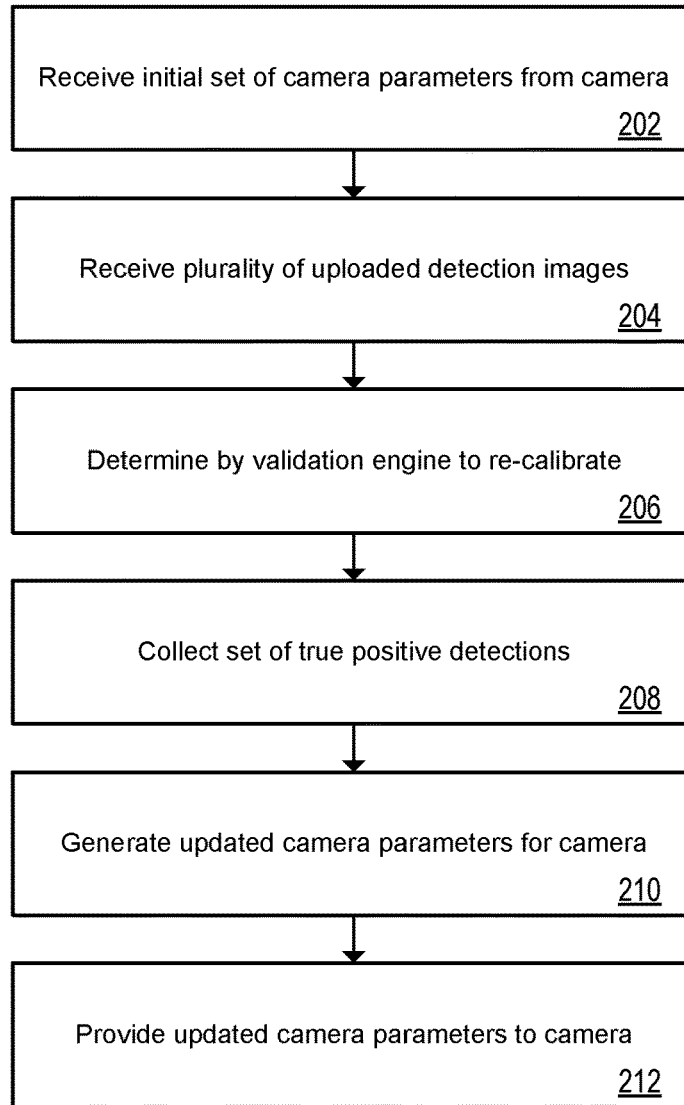 Receive initial set of camera parameters from camera
202
Receive plurality of uploaded detection images
204
Determine by validation engine to re-calibrate
206
Collect set of true positive detections
208
Generate updated camera parameters for camera
210
Provide updated camera parameters to camera
212